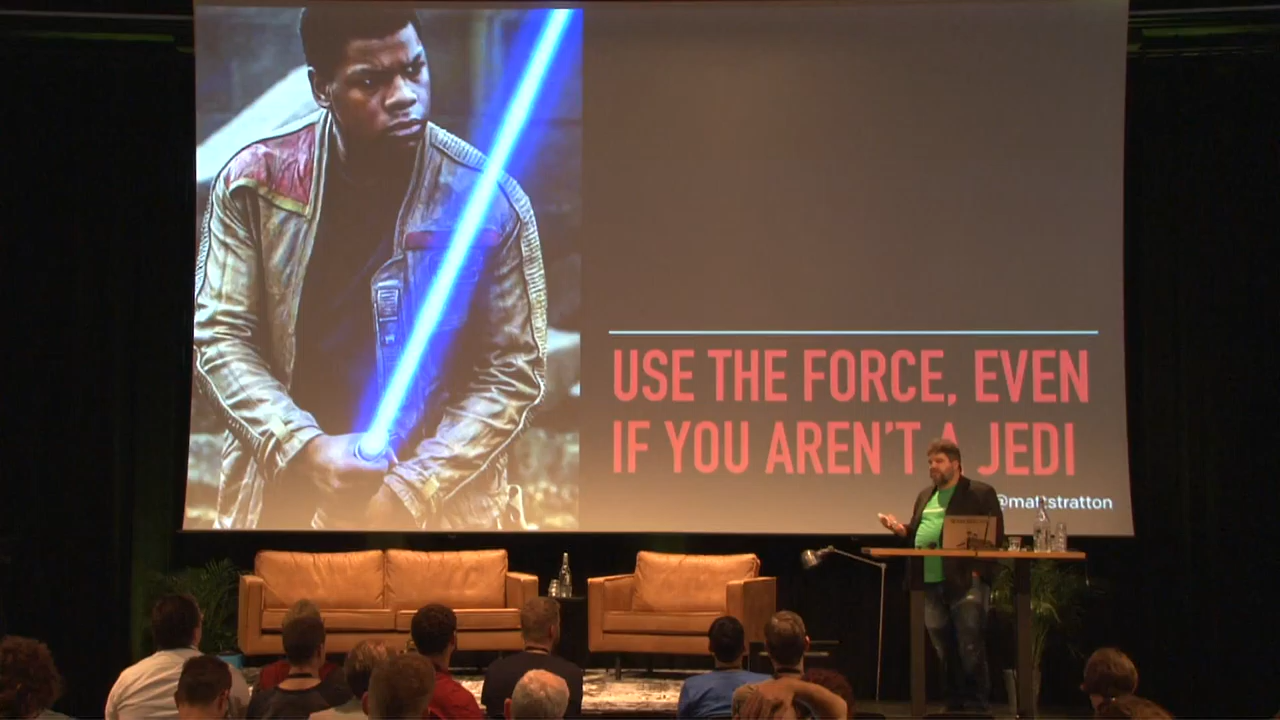 USE THE FORCE, EVEN
IF YOU AREN'T A JEDI
@mattstratton